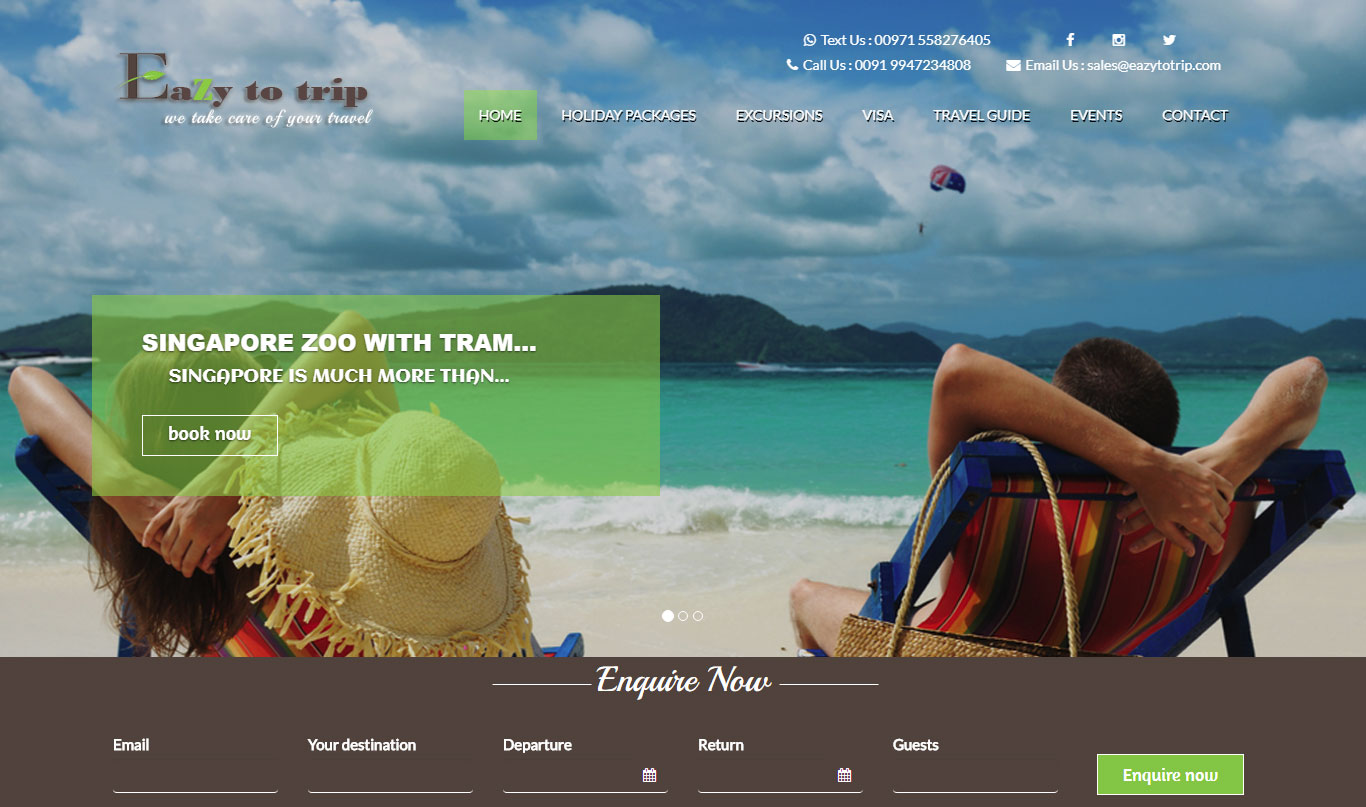 Text Us : 00971 558276405
Call Us : 0091 9947234808
Email Us : sales@eazytotrip.com
Eazy to trip
we take care of your travel
HOME HOLIDAY PACKAGES EXCURSIONS VISA TRAVEL GUIDE EVENTS CONTACT
SINGAPORE ZOO WITH TRAM...
SINGAPORE IS MUCH MORE THAN...
book now
Enquire Now
Email Your destination Departure Return Guests
Enquire now